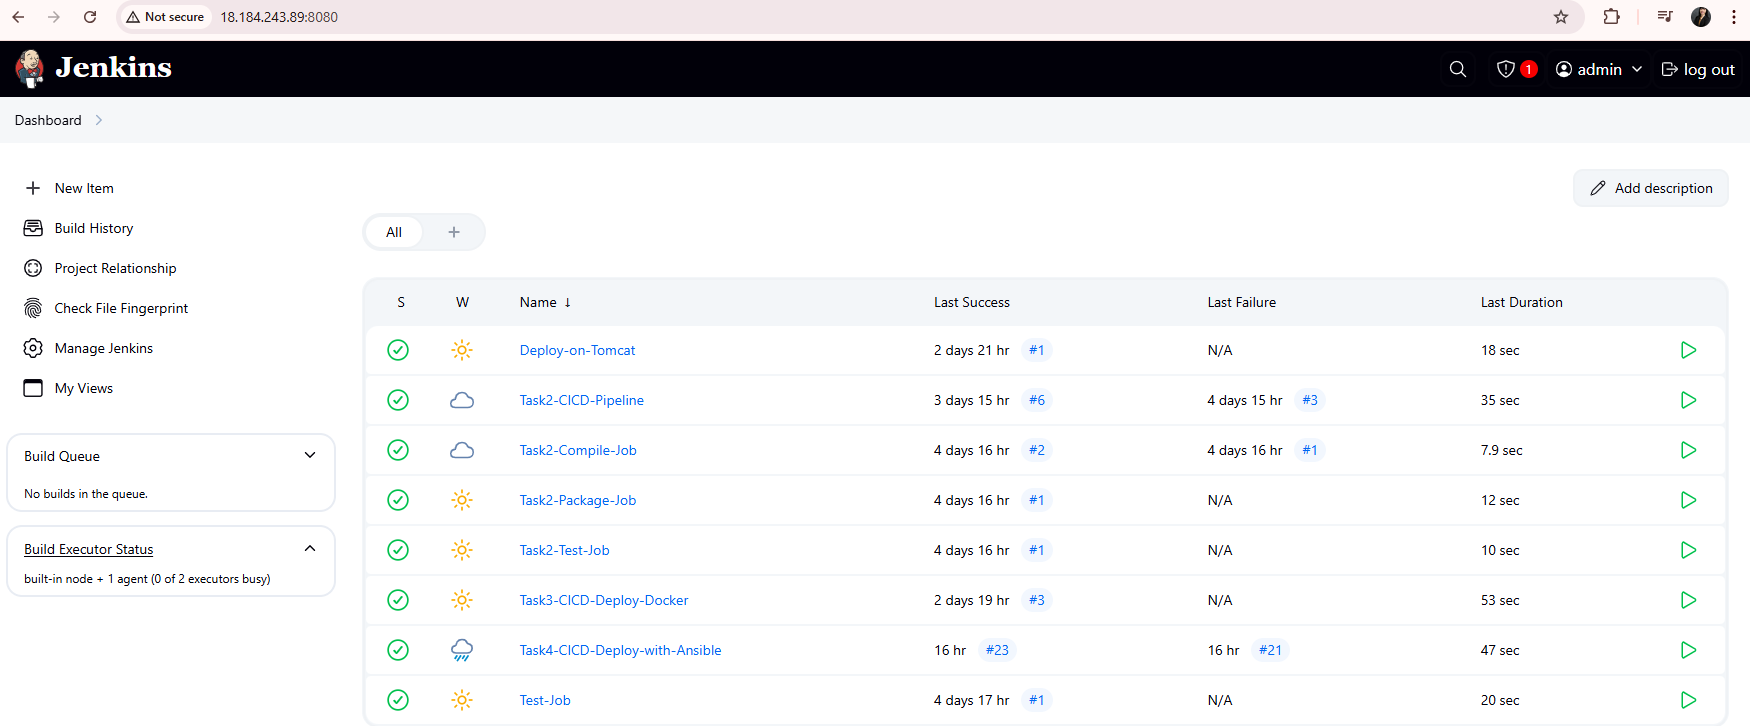 Not secure 18.184.243.89:8080
Jenkins
1 admin log out
Dashboard
New Item
Build History
Project Relationship
Check File Fingerprint
Manage Jenkins
My Views
Build Queue
No builds in the queue.
Build Executor Status
built-in node + 1 agent (0 of 2 executors busy)
Add description
All +
S W Name ↓ Last Success Last Failure Last Duration
Deploy-on-Tomcat 2 days 21 hr #1 N/A 18 sec
Task2-CICD-Pipeline 3 days 15 hr #6 4 days 15 hr #3 35 sec
Task2-Compile-Job 4 days 16 hr #2 4 days 16 hr #1 7.9 sec
Task2-Package-Job 4 days 16 hr #1 N/A 12 sec
Task2-Test-Job 4 days 16 hr #1 N/A 10 sec
Task3-CICD-Deploy-Docker 2 days 19 hr #3 N/A 53 sec
Task4-CICD-Deploy-with-Ansible 16 hr #23 16 hr #21 47 sec
Test-Job 4 days 17 hr #1 N/A 20 sec